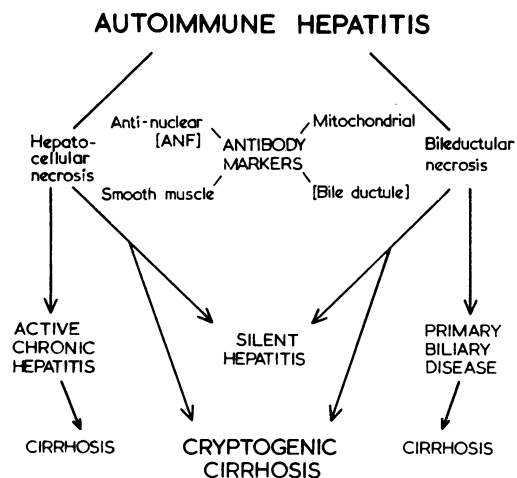 AUTOIMMUNE HEPATITIS
Anti-nuclear
[ANF]
Mitochondrial
Hepato-
cellular
necrosis
ANTIBODY
MARKERS
Bileductular
necrosis
Smooth muscle
[Bile ductule]
ACTIVE
CHRONIC
HEPATITIS
SILENT
HEPATITIS
PRIMARY
BILIARY
DISEASE
CIRRHOSIS
CRYPTOGENIC
CIRRHOSIS
CIRRHOSIS